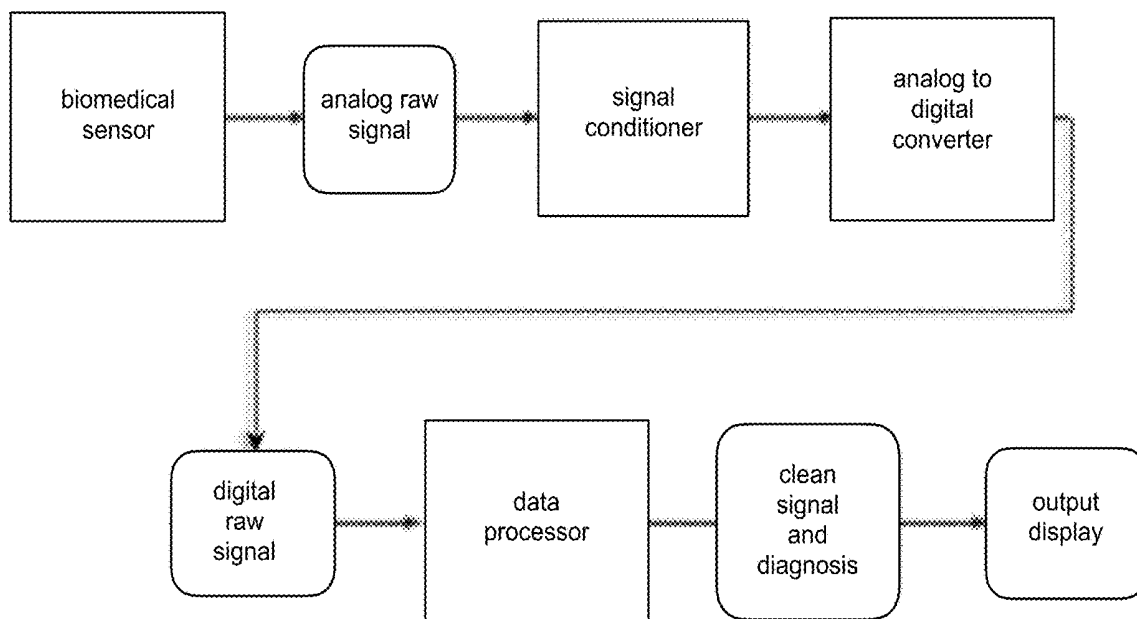 biomedical
sensor
analog raw
signal
signal
conditioner
analog to
digital
converter
digital
raw
signal
data
processor
clean
signal
and
diagnosis
output
display